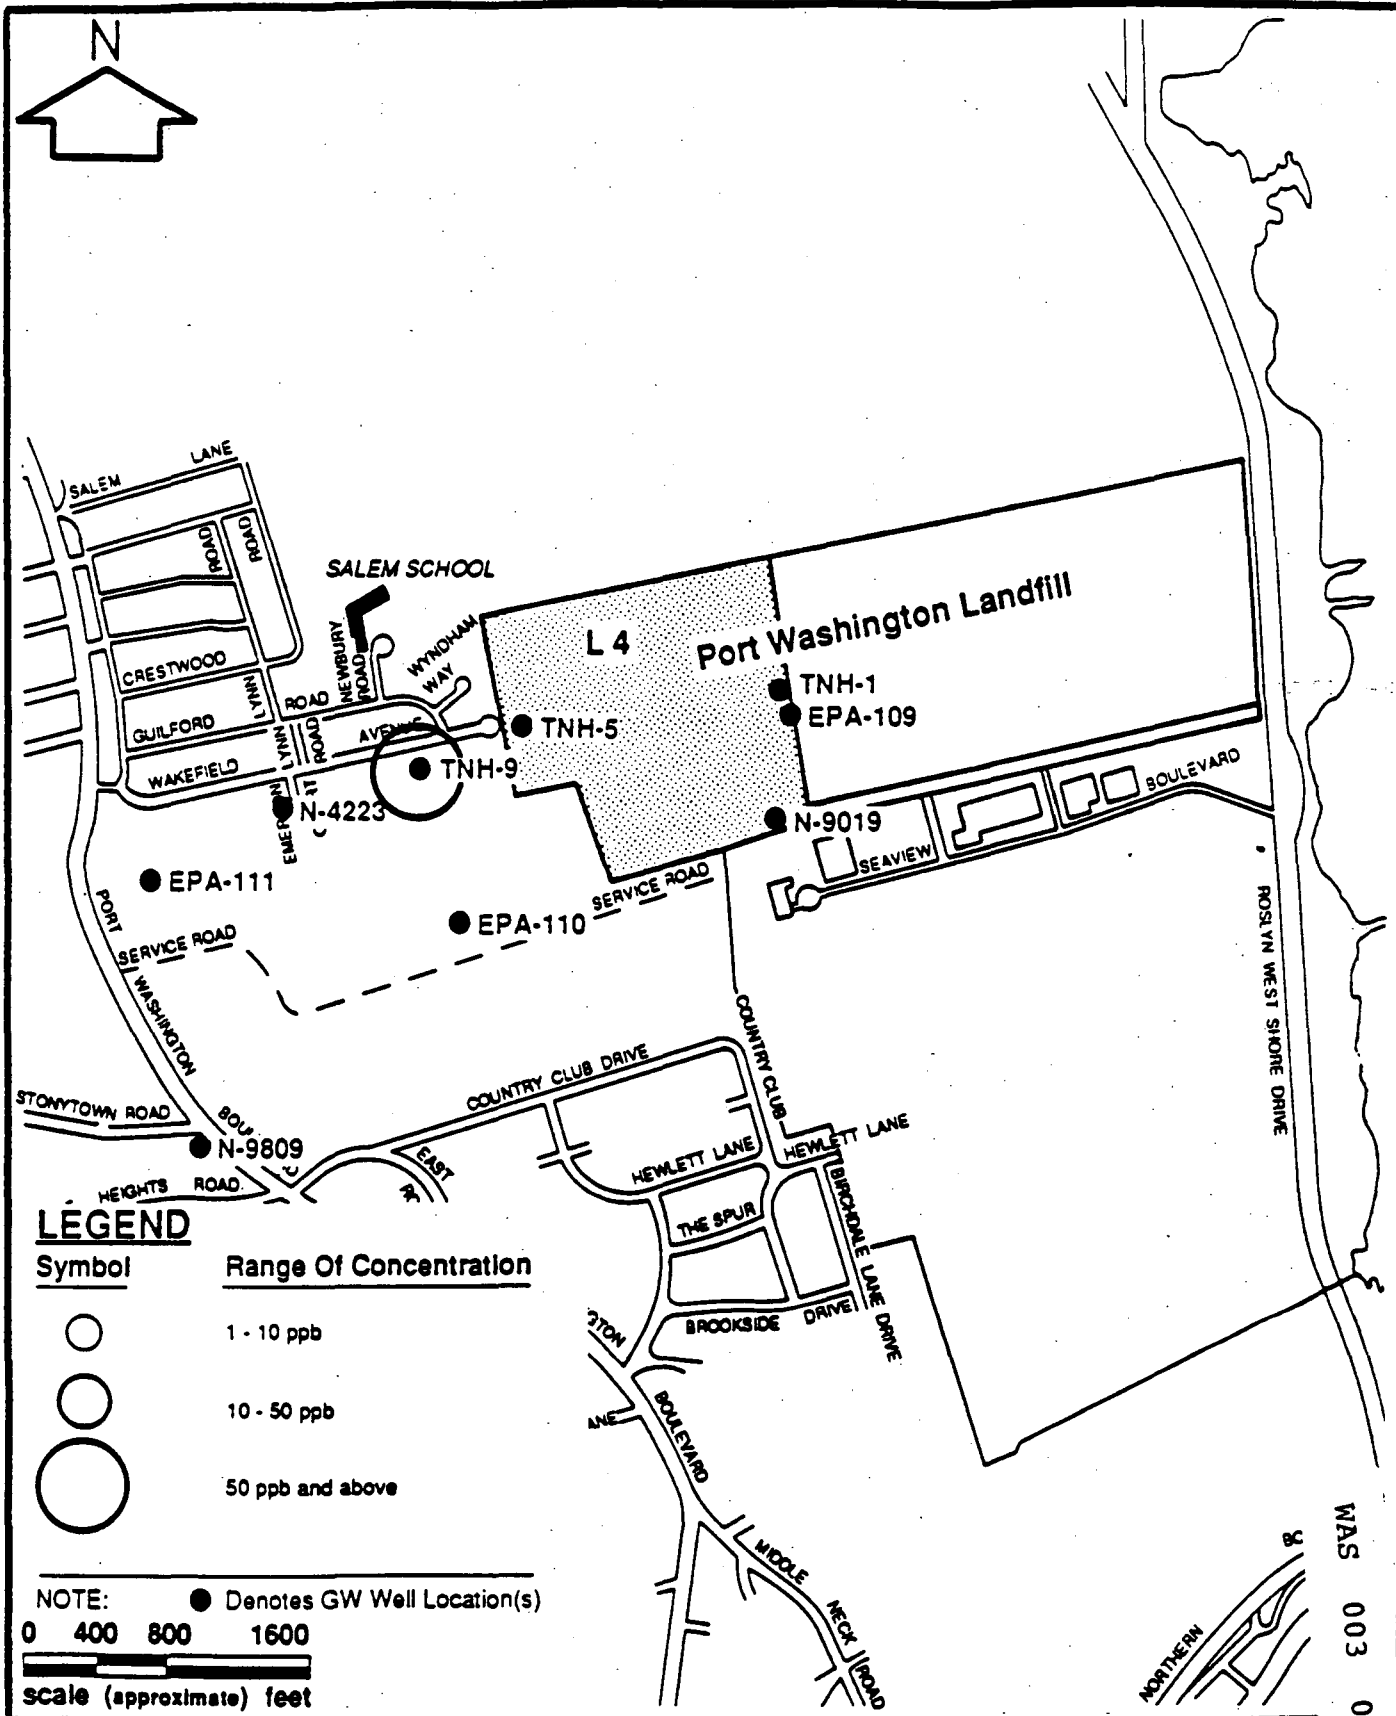 N
SALEM LANE
ROAD
ROAD
SALEM SCHOOL
NEWBURY ROAD
WYNDHAM WAY
L 4
Port Washington Landfill
CRESTWOOD
LYNN
ROAD
GUILFORD
LYNN
ROAD
AVENUE
WAKEFIELD
TNH-1
EPA-109
TNH-5
TNH-9
N-4223
N-9019
BOULEVARD
SEAVIEW
EPA-111
EPA-110
SERVICE ROAD
SERVICE ROAD
PORT WASHINGTON
ROSLYN WEST SHORE DRIVE
COUNTRY CLUB
COUNTRY CLUB DRIVE
STONYTOWN ROAD
N-9809
EAST
HEWLETT LANE
HEWLETT LANE
HEIGHTS ROAD
THE SPUR
BIRCHDALE LANE DRIVE
BROOKSIDE DRIVE
GTON
BOULEVARD
ANE
MIDDLE NECK ROAD
NORTHERN
BC
LEGEND
Symbol Range Of Concentration
1 - 10 ppb
10 - 50 ppb
50 ppb and above
NOTE: Denotes GW Well Location(s)
0 400 800 1600
scale (approximate) feet
WAS 003 0